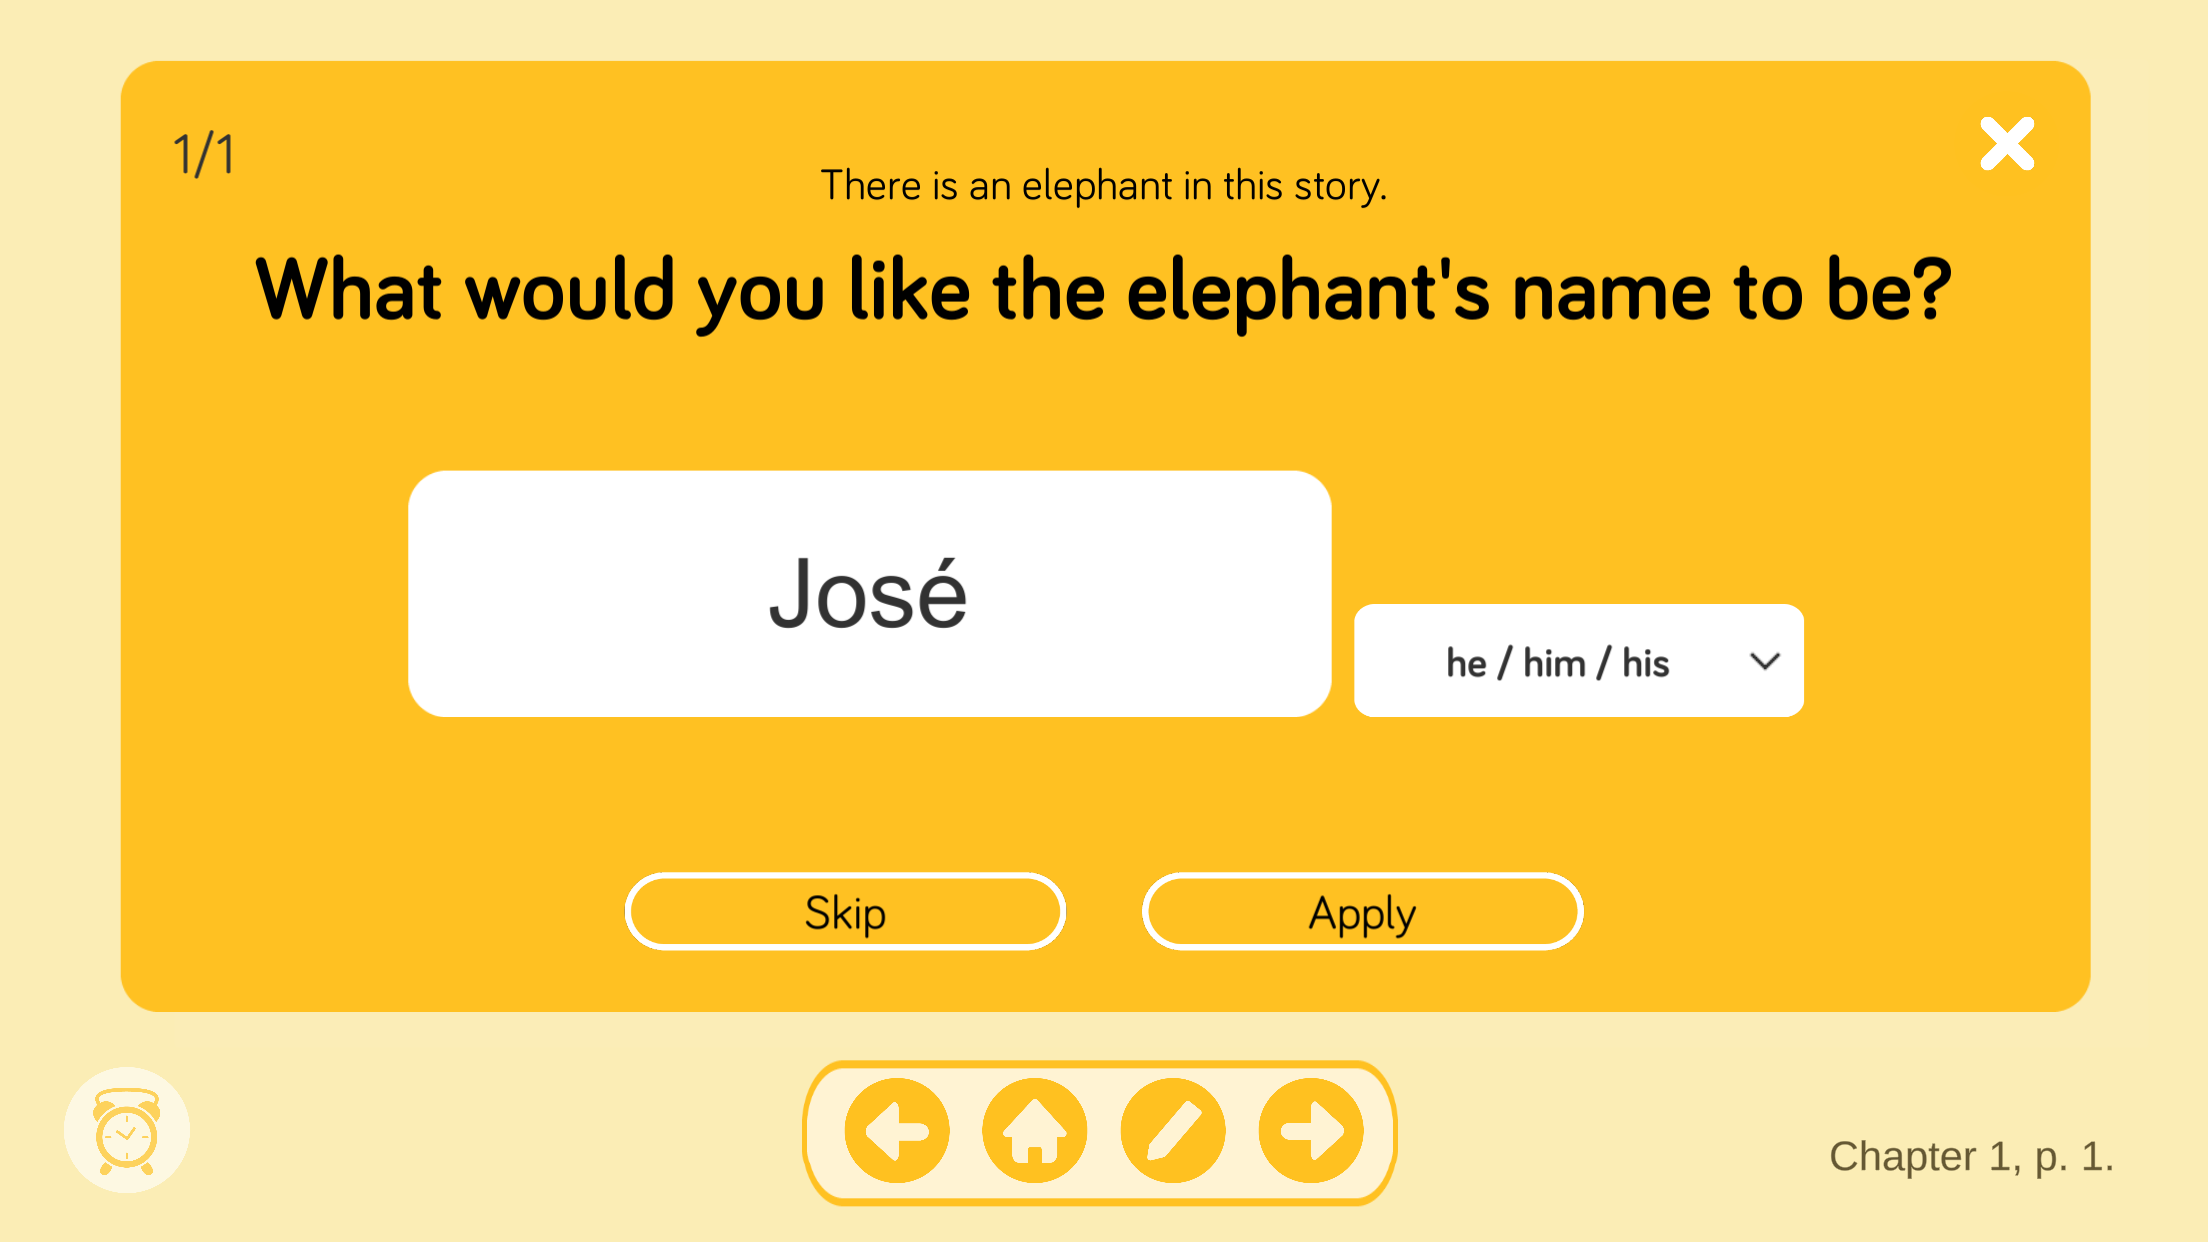 1/1
There is an elephant in this story.
What would you like the elephant's name to be?
José
he / him / his
Skip
Apply
Chapter 1, p. 1.